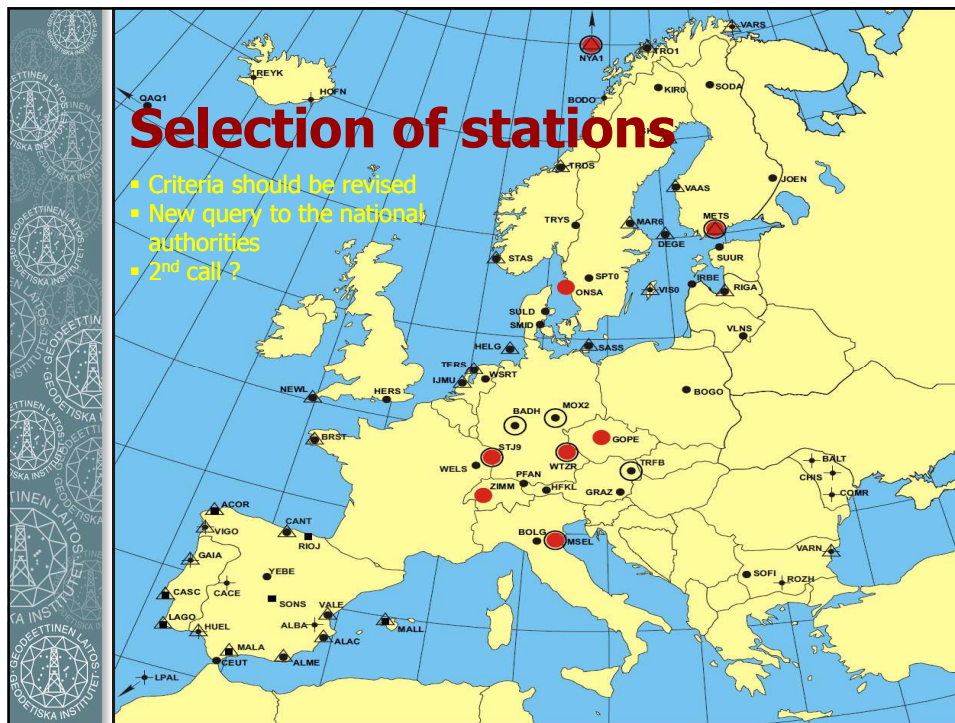 Selection of stations
Criteria should be revised
New query to the national
authorities
2nd call ?
VARS
NYA1
TRO1
REYK
HOFN
QAQ1
KIR0
SODA
BODO
TRDS
VAAS
JOEN
TRYS
MAR6
METS
DEGE
STAS
SUUR
SPT0
ONSA
VIS0
IRBE
RIGA
SULD
SMID
VLNS
HELG
SASS
TERS
WSRT
IJMU
NEWL
HERS
BOGO
MOX2
BADH
BRST
STJ9
GOPE
WELS
WTZR
TRFB
BALT
PFAN
CHIS
ZIMM
HFKL
GRAZ
COMR
ACOR
CANT
VIGO
RIOJ
BOLG
MSEL
VARN
GAIA
YEBE
SOFI
ROZH
CACE
CASC
SONS
VALE
LAGO
HUEL
ALBA
MALL
ALAC
MALA
CEUT
ALME
LPAL
GEODEETTINEN LAITOS
GEODETISKA INSTITUTET